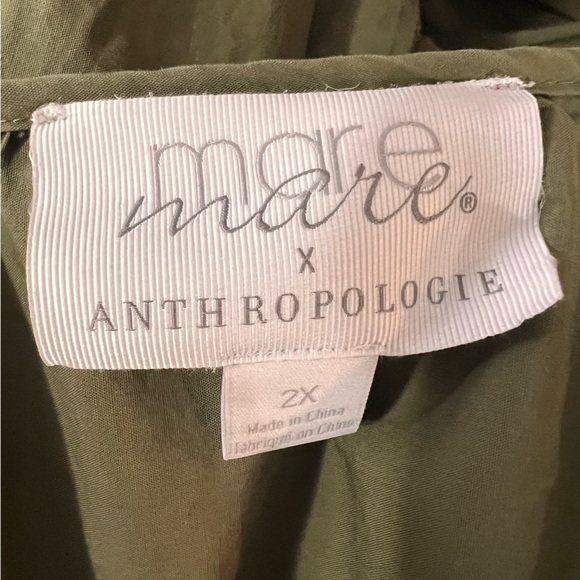 mare
mare®
X
ANTHROPOLOGIE
2X
Made in China
Fabriqué en Chine